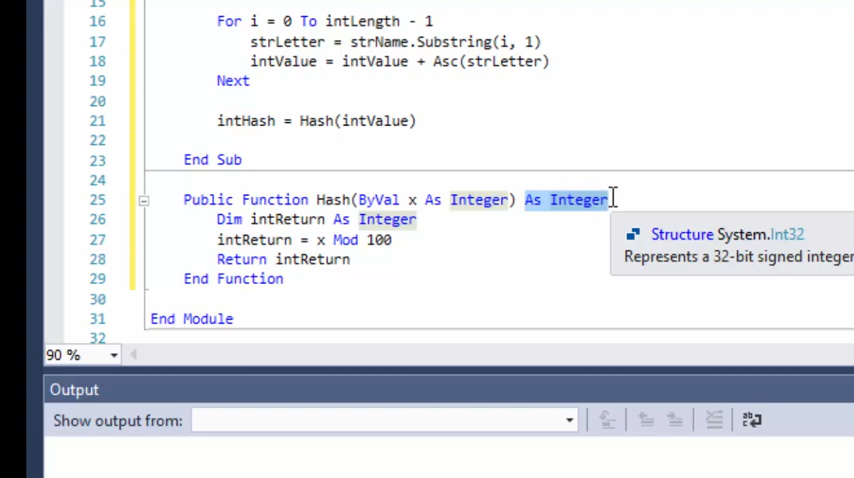 15
16 For i = 0 To intLength - 1
17 strLetter = strName.Substring(i, 1)
18 intValue = intValue + Asc(strLetter)
19 Next
20
21 intHash = Hash(intValue)
22
23 End Sub
24
25 Public Function Hash(ByVal x As Integer) As Integer
26 Dim intReturn As Integer
27 intReturn = x Mod 100
28 Return intReturn
29 End Function
30
31 End Module
32
Structure System.Int32
Represents a 32-bit signed integer
90 %
Output
Show output from: